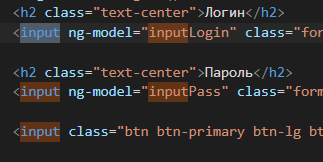 <h2 class="text-center">Логин</h2>
<input ng-model="inputLogin" class="for
<h2 class="text-center">Пароль</h2>
<input ng-model="inputPass" class="form
<input class="btn btn-primary btn-lg bt